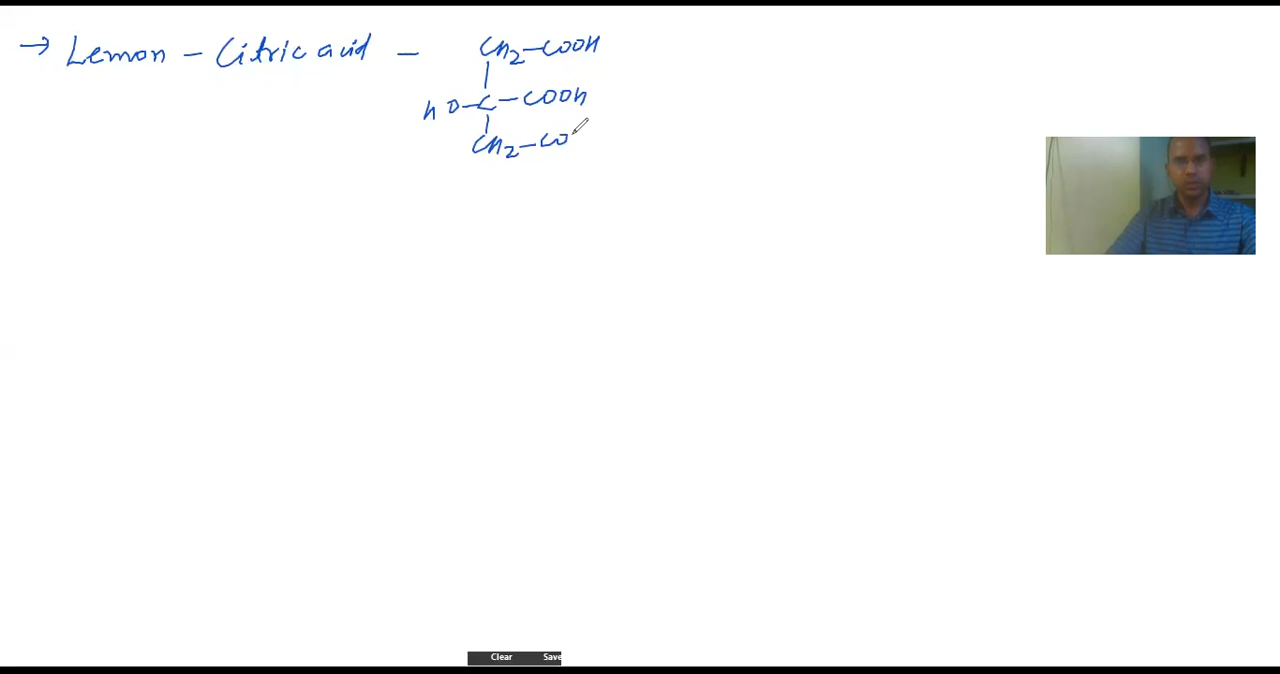 → Lemon – Citric acid – CH2–COOH
HO–C–COOH
CH2–CO
Clear Save